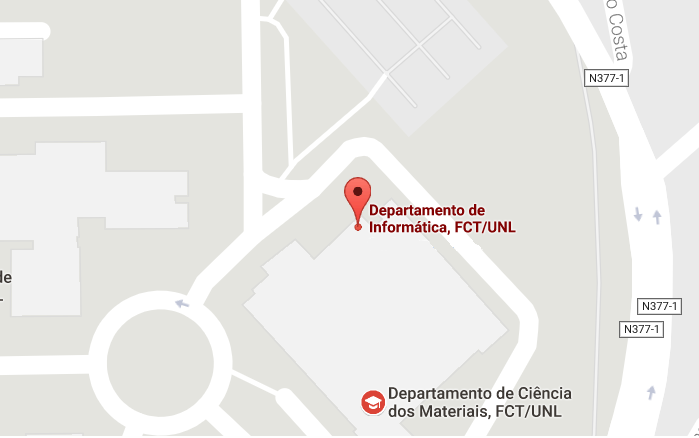 o Costa
N377-1
Departamento de
Informática, FCT/UNL
de
N377-1
N377-1
Departamento de Ciência
dos Materiais, FCT/UNL